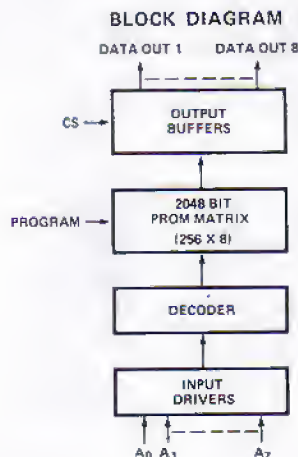 BLOCK DIAGRAM
DATA OUT 1 DATA OUT 8
CS
OUTPUT
BUFFERS
PROGRAM
2048 BIT
PROM MATRIX
(256 X 8)
DECODER
INPUT
DRIVERS
A0 A1 A7